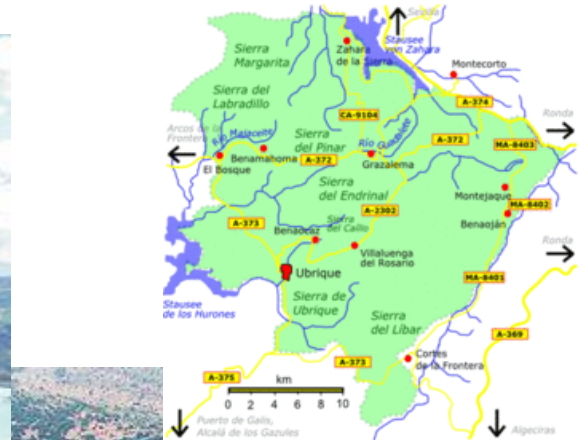 Sevilla
Stausee
von Zahara
Zahara
de la Sierra
Sierra
Margarita
Montecorto
Sierra del
Labradillo
A-374
Ronda
CA-9104
Arcos de la
Frontera
Río Majaceite
Sierra
del Pinar
Río Guadalete
A-372
MA-8403
Benamahoma
A-372
El Bosque
Grazalema
Sierra
del Endrinal
Montejaque
A-2302
MA-8402
Benaocaz
Sierra
del Caíllo
A-373
Benaoján
Villaluenga
del Rosario
Ronda
Ubrique
MA-8401
Stausee
de los Hurones
Sierra de
Ubrique
Sierra
del Líbar
A-369
Cortes
de la Frontera
A-373
A-375
km
0 2 4 6 8 10
Puerto de Galis,
Alcalá de los Gazules
Algeciras